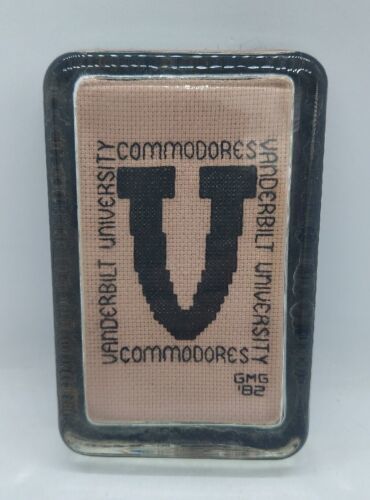 COMMODORES
VANDERBILT UNIVERSITY
V
VANDERBILT UNIVERSITY
COMMODORES
GMG
'82